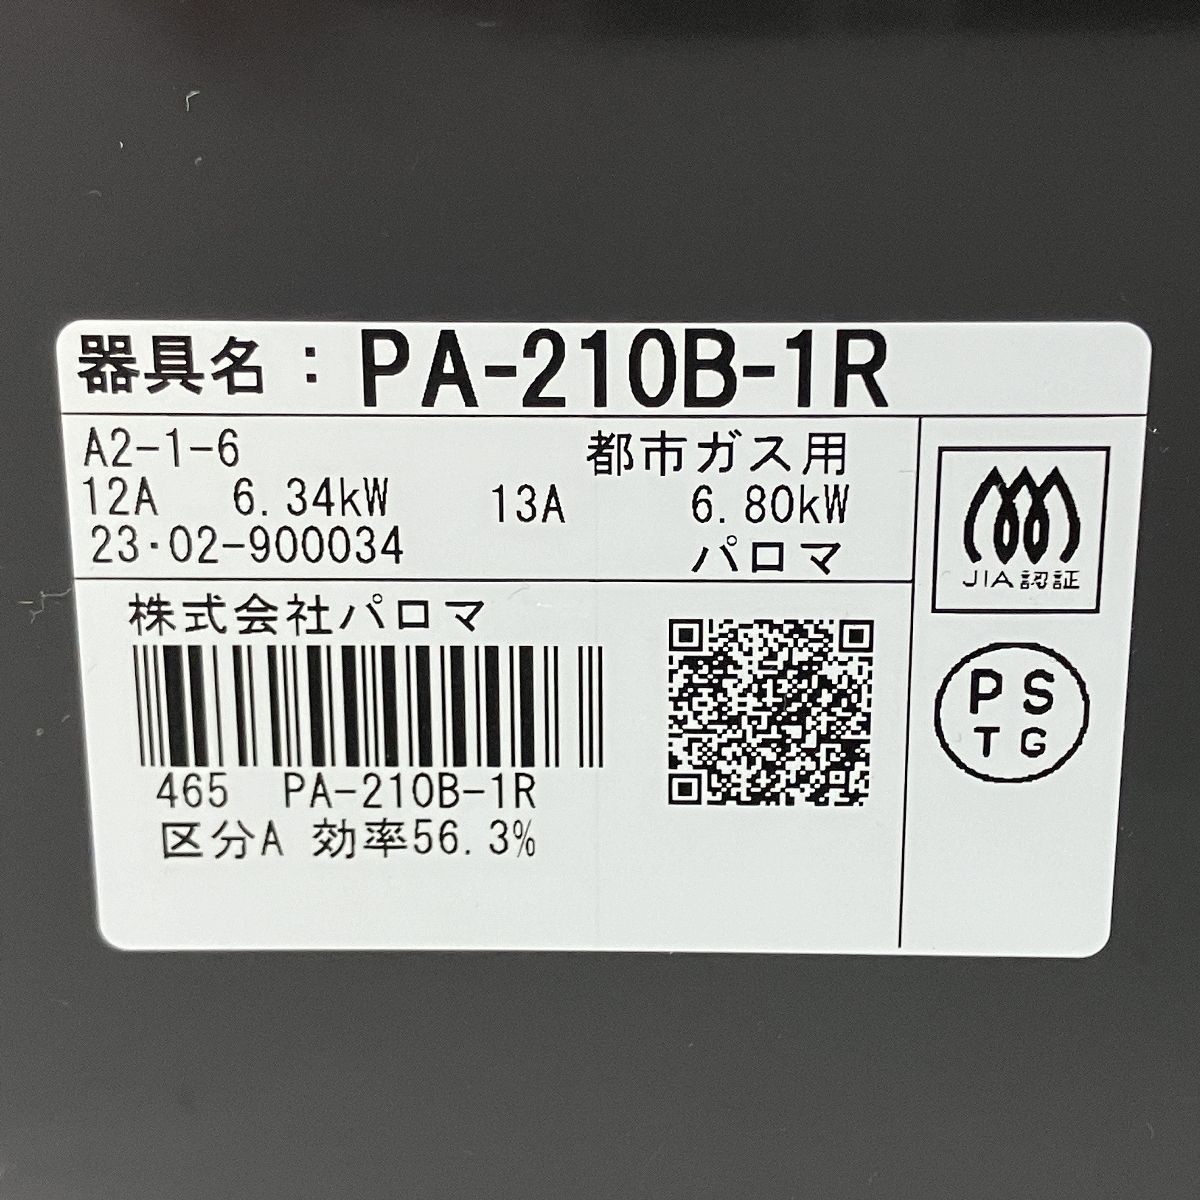 器具名：PA-210B-1R
A2-1-6 都市ガス用
12A 6.34kW 13A 6.80kW
23·02-900034 パロマ
JIA認証
株式会社パロマ
PS
TG
465 PA-210B-1R
区分A 効率56.3%